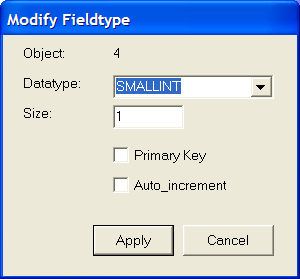 Modify Fieldtype
Object: 4
Datatype: SMALLINT
Size: 1
Primary Key
Auto_increment
Apply Cancel